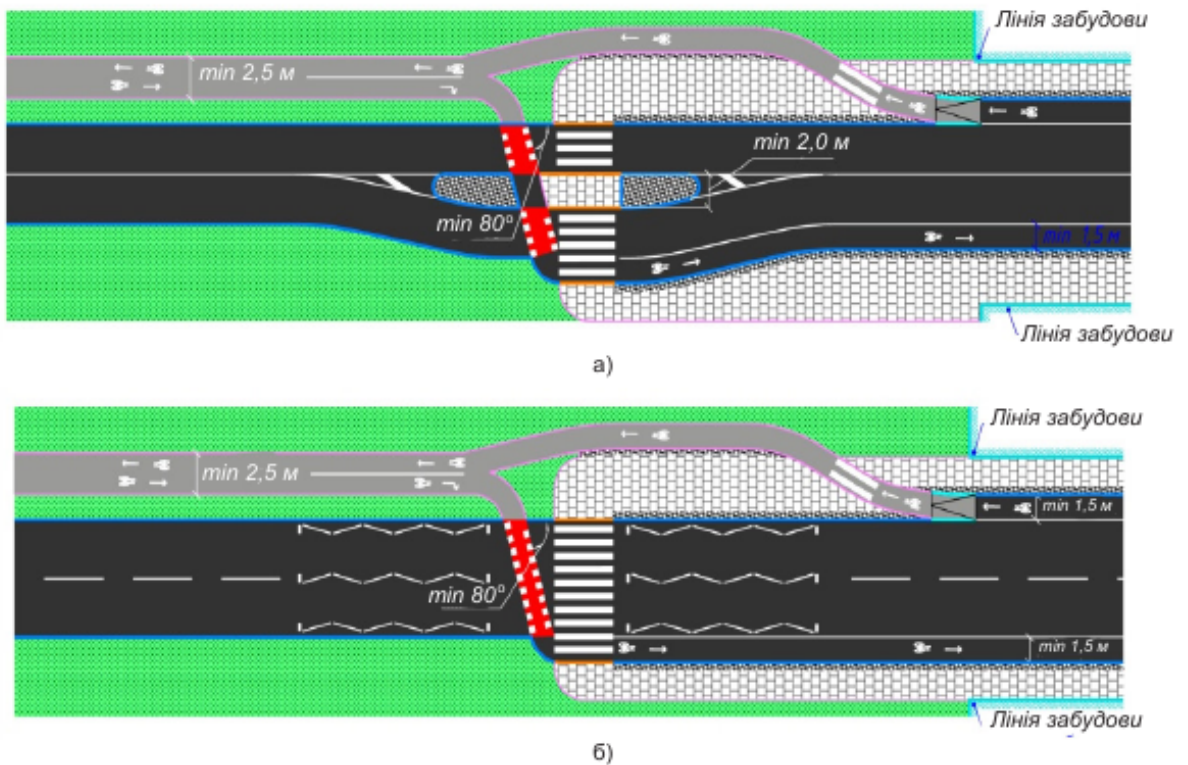 Лінія забудови
min 2,5 м
min 2,0 м
min 80°
min 1,5 м
Лінія забудови
а)
Лінія забудови
min 2,5 м
min 1,5 м
min 80°
min 1,5 м
Лінія забудови
б)